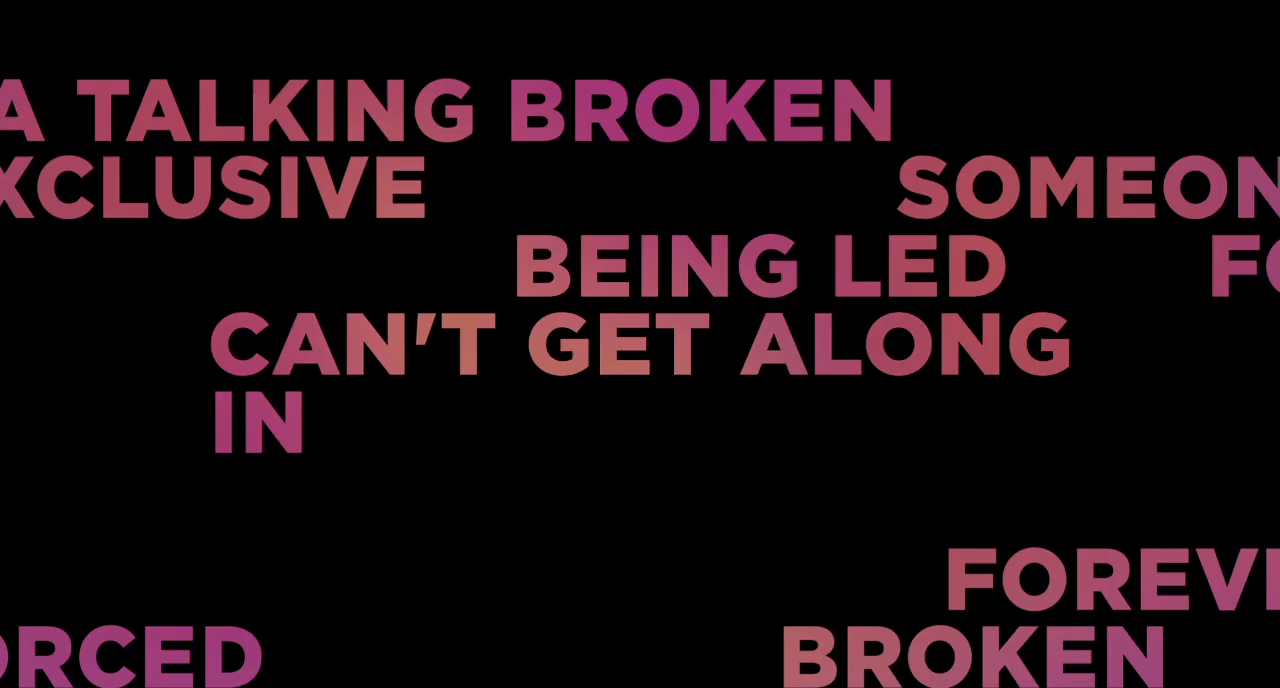 A TALKING BROKEN
XCLUSIVE SOMEON
BEING LED FO
CAN'T GET ALONG
IN
FOREVE
ORCED BROKEN